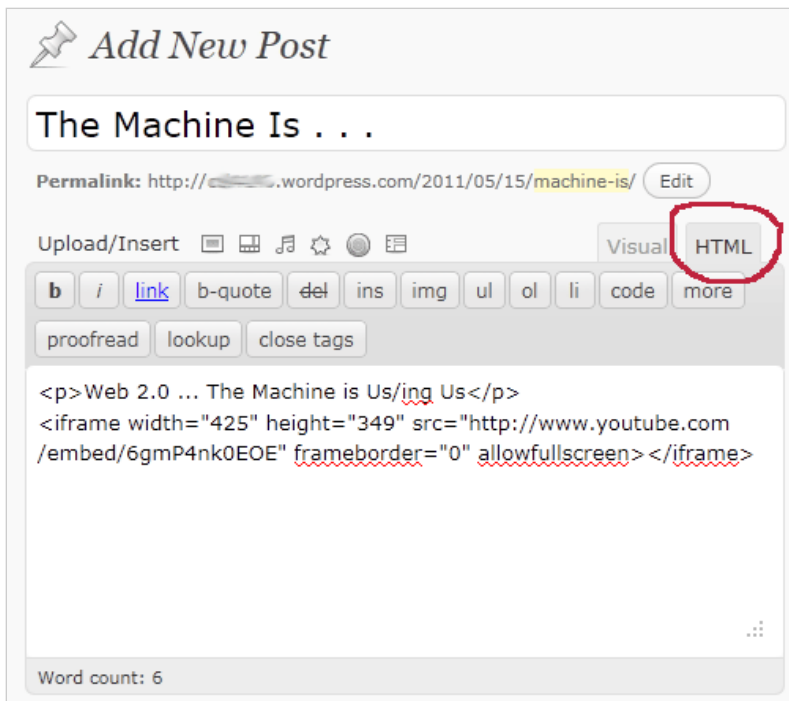 Add New Post
The Machine Is . . .
Permalink: http://.wordpress.com/2011/05/15/machine-is/ Edit
Upload/Insert Visual HTML
b i link b-quote del ins img ul ol li code more
proofread lookup close tags
<p>Web 2.0 ... The Machine is Us/ing Us</p>
<iframe width="425" height="349" src="http://www.youtube.com
/embed/6gmP4nk0EOE" frameborder="0" allowfullscreen></iframe>
Word count: 6